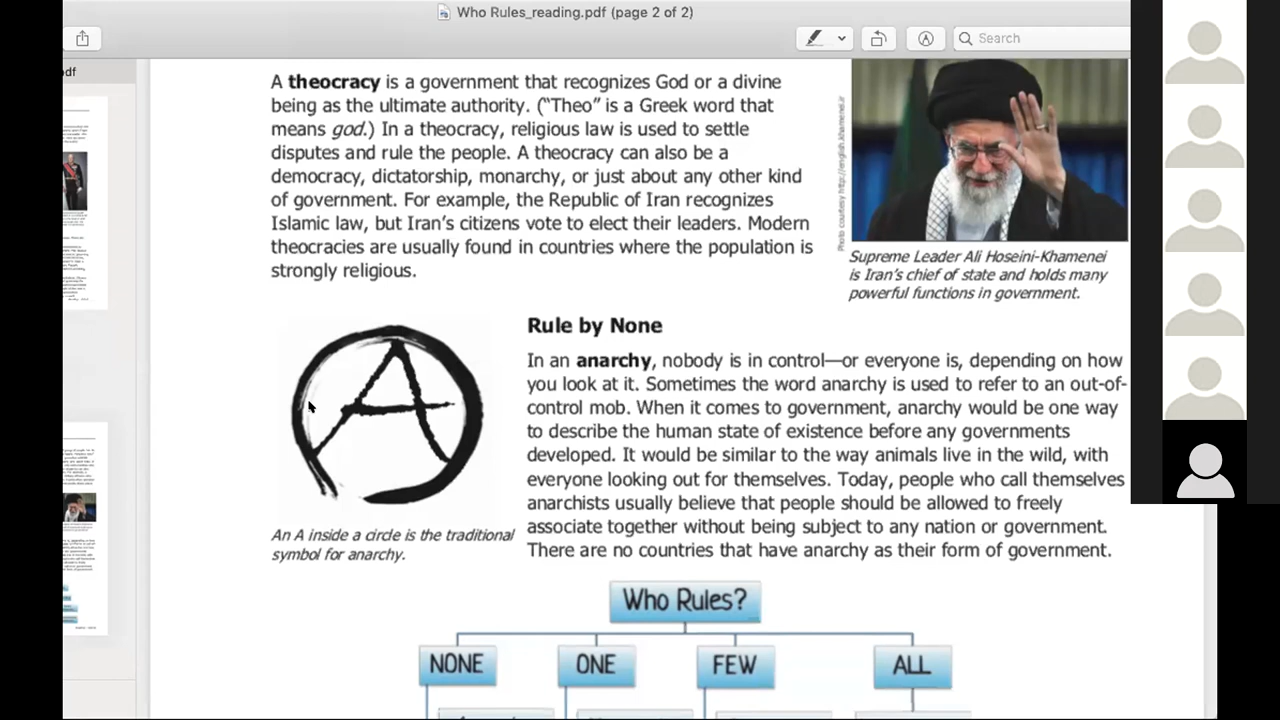 Who Rules_reading.pdf (page 2 of 2)
Search
df
A theocracy is a government that recognizes God or a divine
being as the ultimate authority. (“Theo” is a Greek word that
means god.) In a theocracy, religious law is used to settle
disputes and rule the people. A theocracy can also be a
democracy, dictatorship, monarchy, or just about any other kind
of government. For example, the Republic of Iran recognizes
Islamic law, but Iran’s citizens vote to elect their leaders. Modern
theocracies are usually found in countries where the population is
strongly religious.
Photo courtesy http://english.khamenei.ir
Supreme Leader Ali Hoseini-Khamenei
is Iran’s chief of state and holds many
powerful functions in government.
An A inside a circle is the traditional
symbol for anarchy.
Rule by None
In an anarchy, nobody is in control—or everyone is, depending on how
you look at it. Sometimes the word anarchy is used to refer to an out-of-
control mob. When it comes to government, anarchy would be one way
to describe the human state of existence before any governments
developed. It would be similar to the way animals live in the wild, with
everyone looking out for themselves. Today, people who call themselves
anarchists usually believe that people should be allowed to freely
associate together without being subject to any nation or government.
There are no countries that have anarchy as their form of government.
Who Rules?
NONE
ONE
FEW
ALL